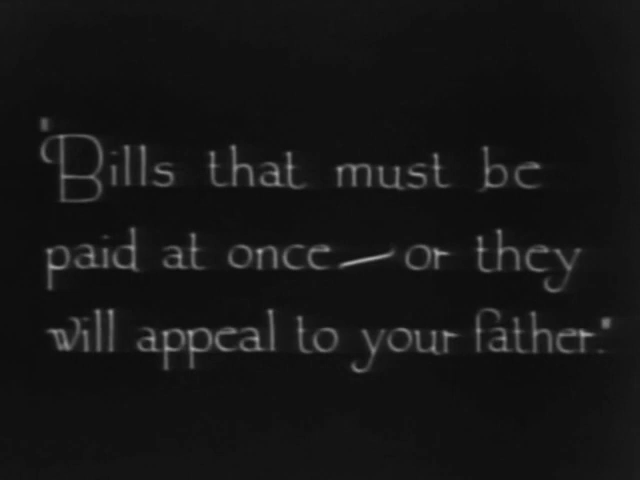 "Bills that must be
paid at once — or they
will appeal to your father."